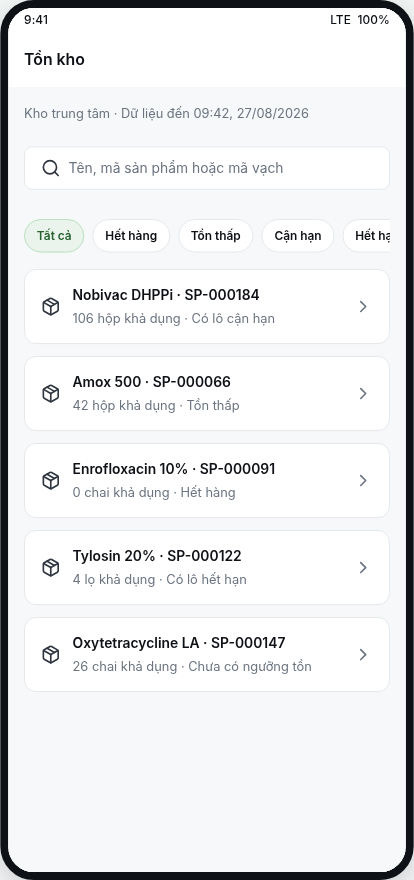 9:41 LTE 100%
Tồn kho
Kho trung tâm · Dữ liệu đến 09:42, 27/08/2026
Tên, mã sản phẩm hoặc mã vạch
Tất cả Hết hàng Tồn thấp Cận hạn Hết hạ
Nobivac DHPPi · SP-000184
106 hộp khả dụng · Có lô cận hạn
Amox 500 · SP-000066
42 hộp khả dụng · Tồn thấp
Enrofloxacin 10% · SP-000091
0 chai khả dụng · Hết hàng
Tylosin 20% · SP-000122
4 lọ khả dụng · Có lô hết hạn
Oxytetracycline LA · SP-000147
26 chai khả dụng · Chưa có ngưỡng tồn